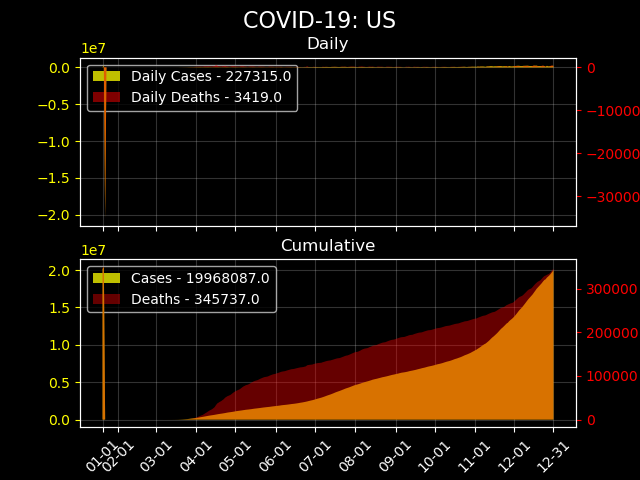 COVID-19: US
Daily
1e7
0.0
−0.5
−1.0
−1.5
−2.0
Daily Cases - 227315.0
Daily Deaths - 3419.0
0
−10000
−20000
−30000
Cumulative
1e7
2.0
1.5
1.0
0.5
0.0
Cases - 19968087.0
Deaths - 345737.0
300000
200000
100000
0
01-01 02-01 03-01 04-01 05-01 06-01 07-01 08-01 09-01 10-01 11-01 12-01 12-31